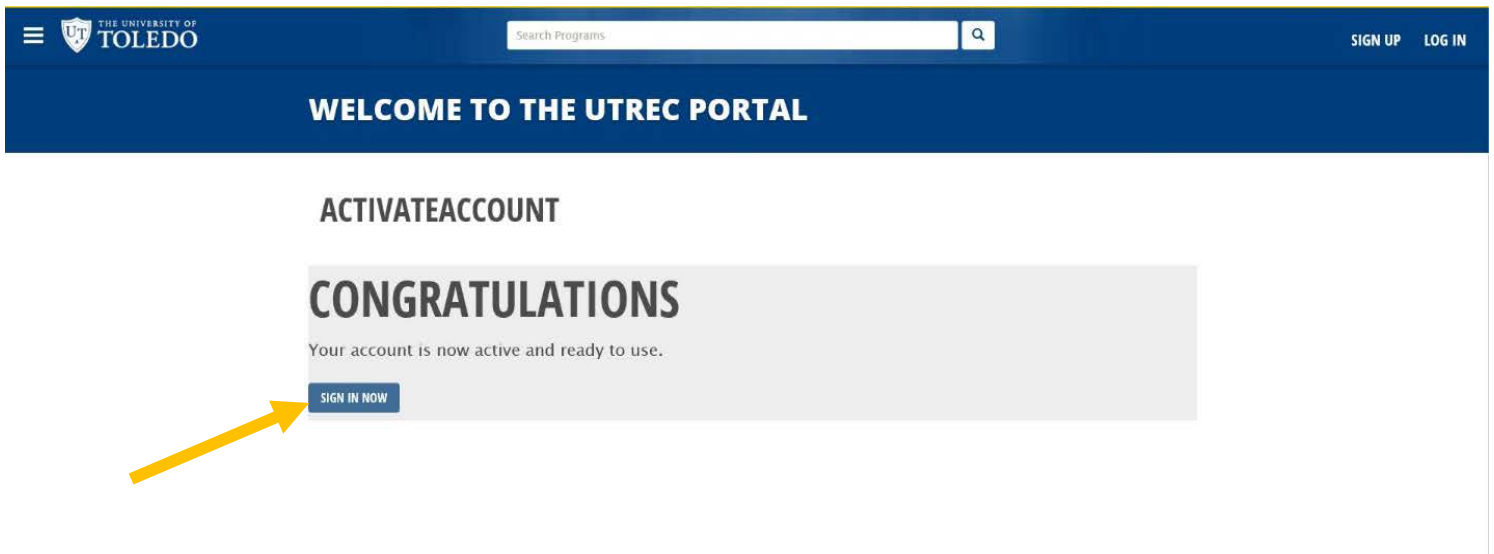 THE UNIVERSITY OF
TOLEDO
UT
Search Programs
SIGN UP LOG IN
WELCOME TO THE UTREC PORTAL
ACTIVATEACCOUNT
CONGRATULATIONS
Your account is now active and ready to use.
SIGN IN NOW